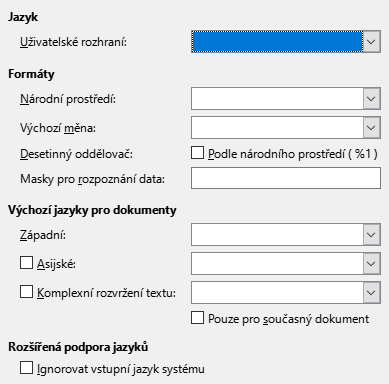 Jazyk
Uživatelské rozhraní:
Formáty
Národní prostředí:
Výchozí měna:
Desetinný oddělovač: Podle národního prostředí ( %1 )
Masky pro rozpoznání data:
Výchozí jazyky pro dokumenty
Západní:
Asijské:
Komplexní rozvržení textu:
Pouze pro současný dokument
Rozšířená podpora jazyků
Ignorovat vstupní jazyk systému